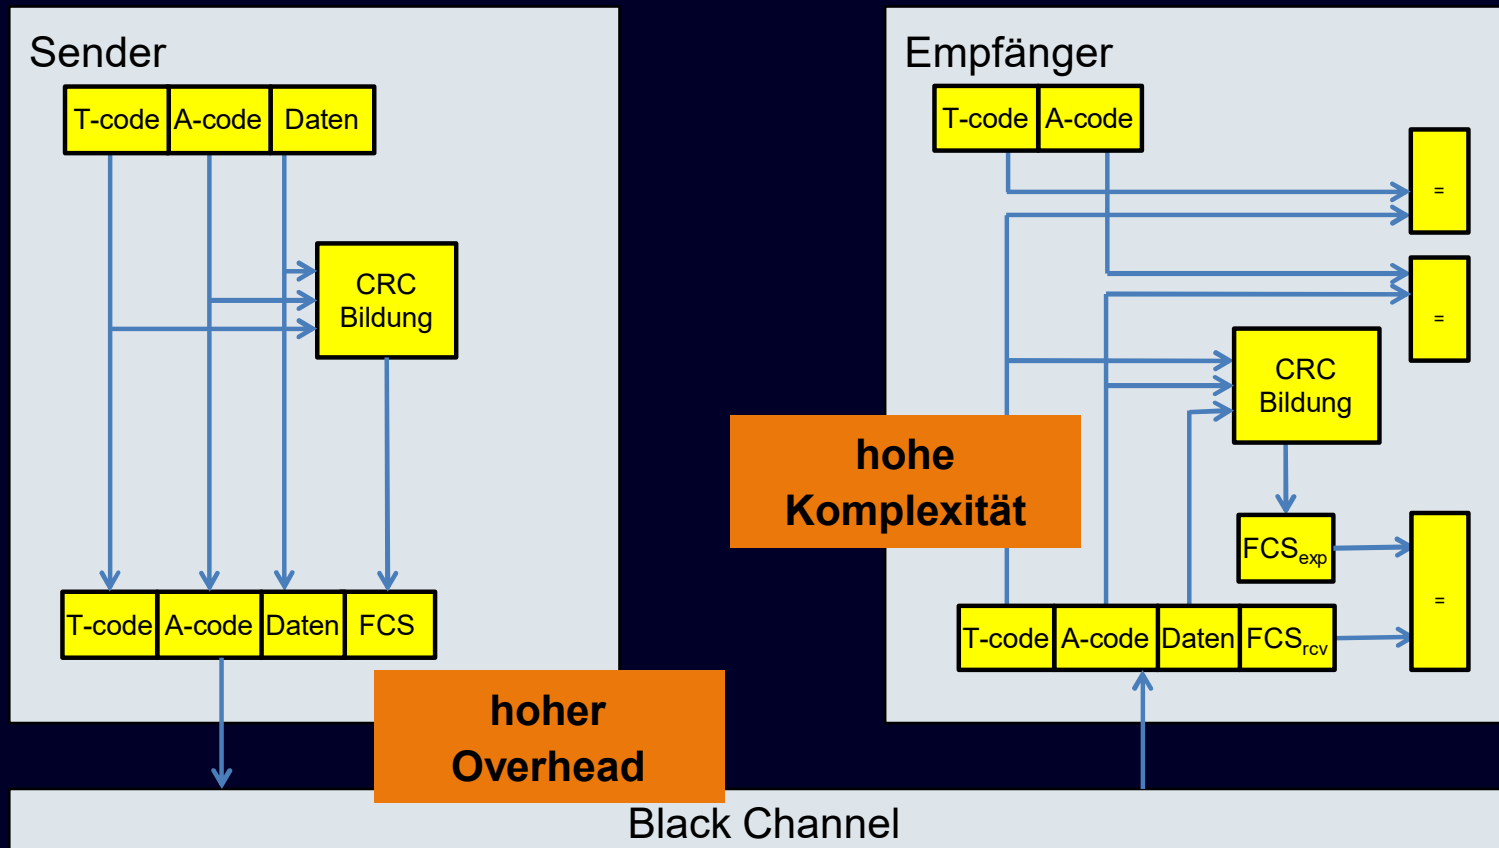 Sender
T-code A-code Daten
CRC
Bildung
T-code A-code Daten FCS
hoher
Overhead
Empfänger
T-code A-code
=
=
CRC
Bildung
hohe
Komplexität
FCSexp
=
T-code A-code Daten FCSrcv
Black Channel